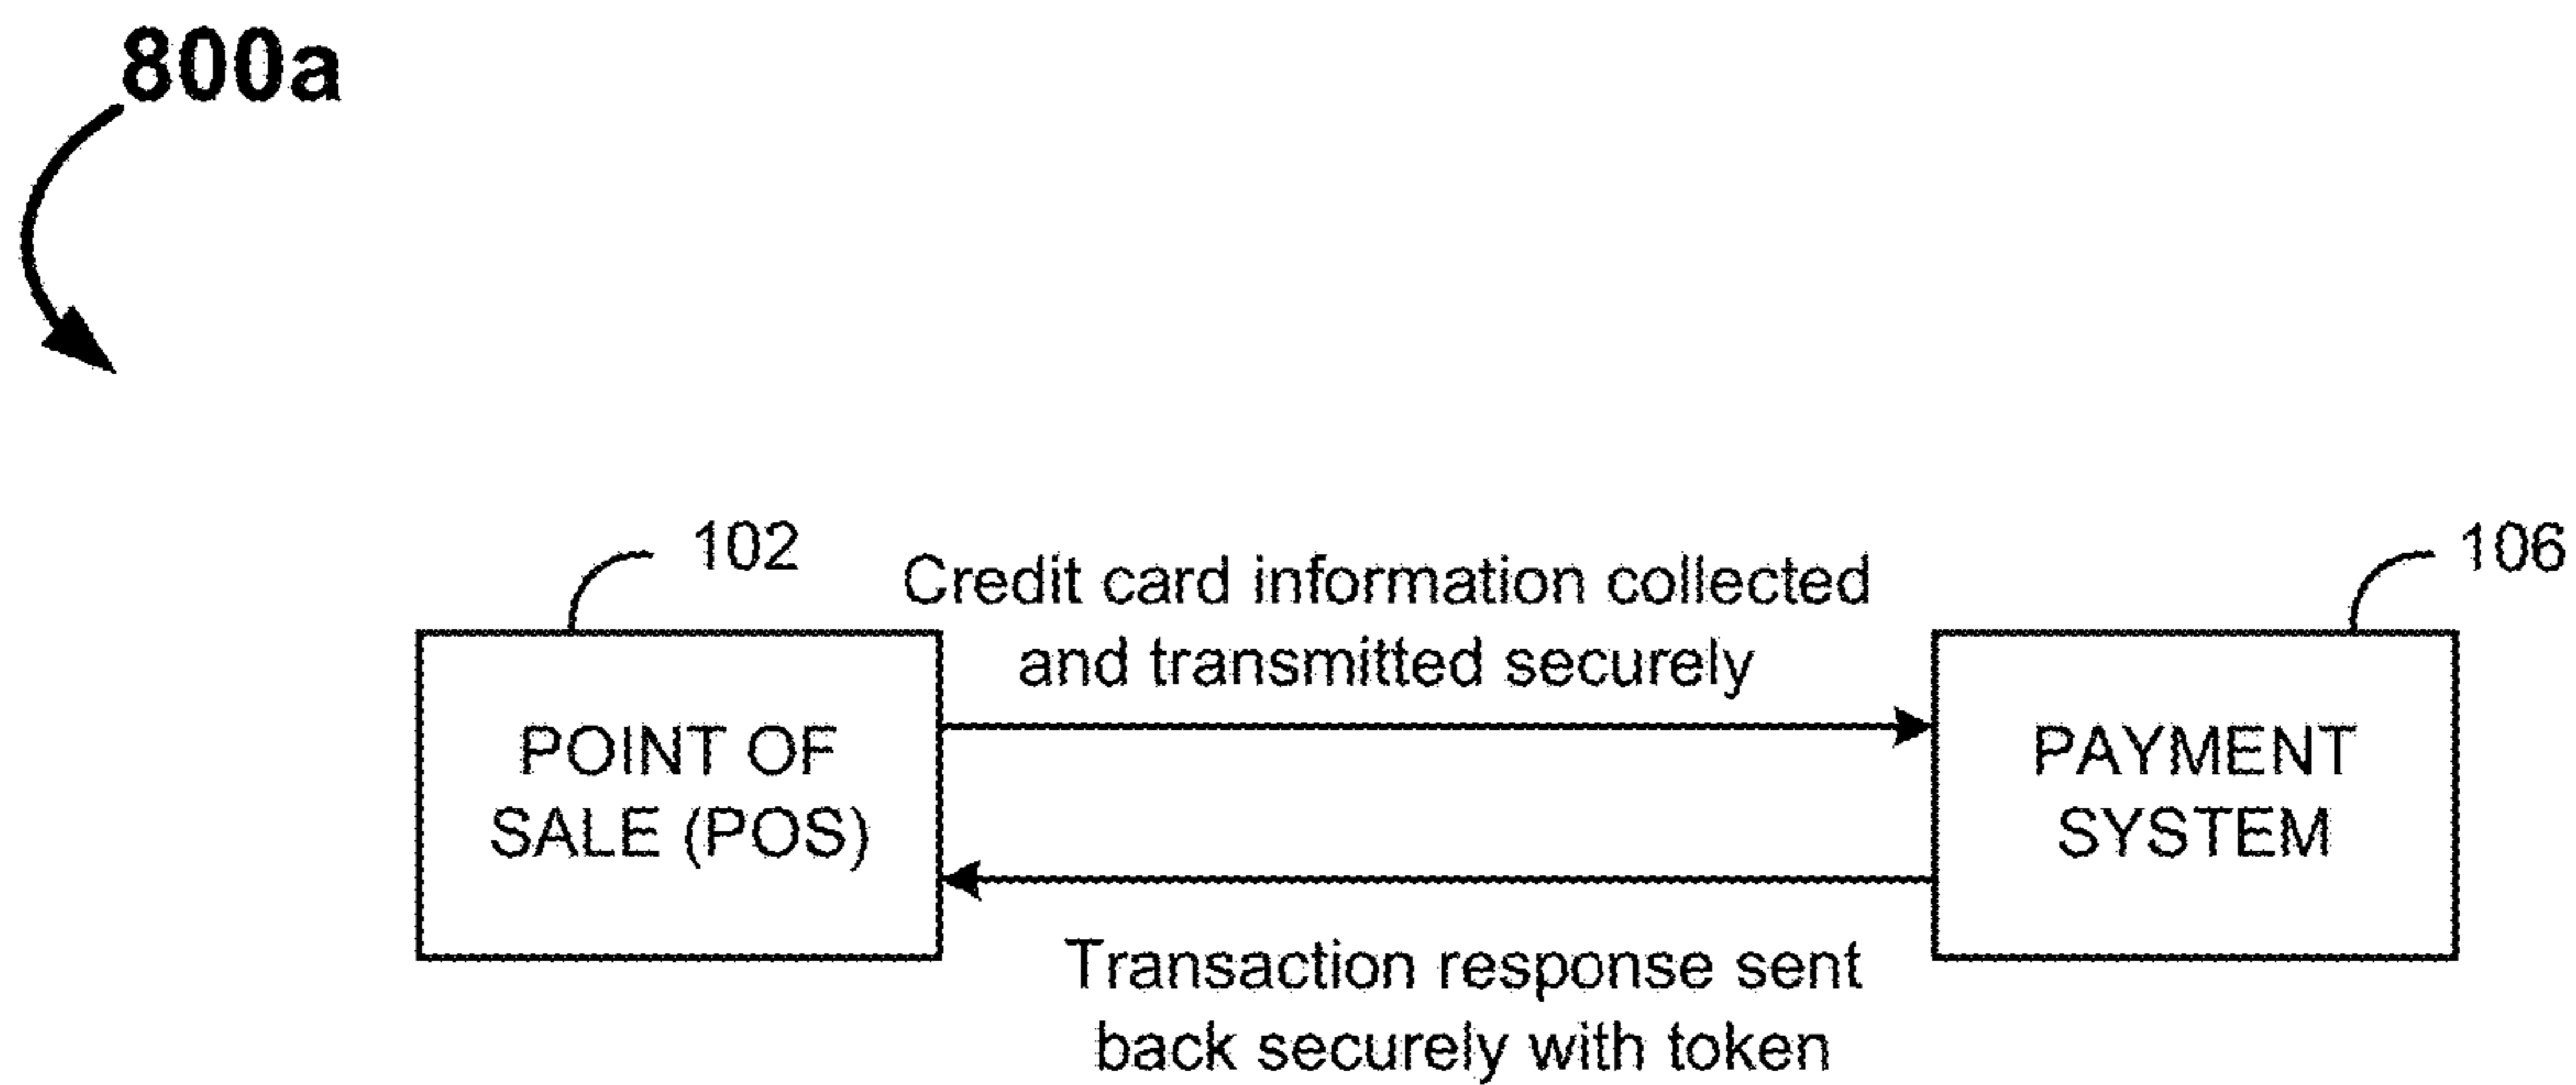 800a
102
106
Credit card information collected
and transmitted securely
POINT OF
SALE (POS)
PAYMENT
SYSTEM
Transaction response sent
back securely with token